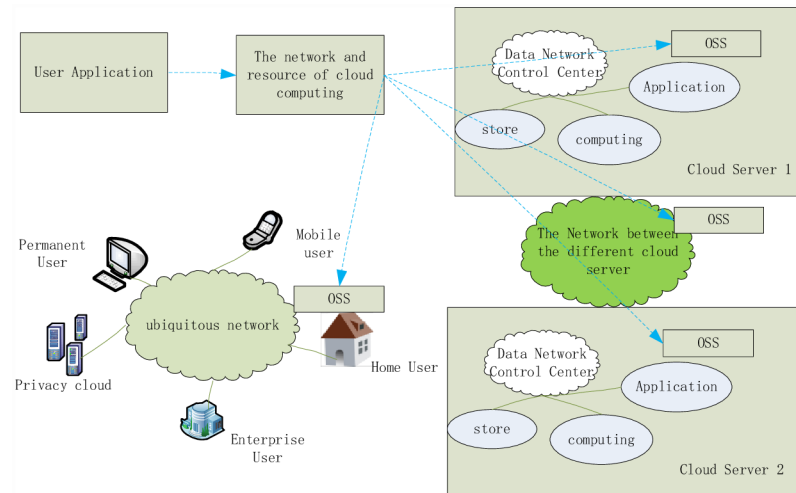 User Application
The network and
resource of cloud
computing
Data Network
Control Center
OSS
Application
store
computing
Cloud Server 1
OSS
The Network between
the different cloud
server
Permanent
User
Mobile
user
OSS
ubiquitous network
Home User
Privacy cloud
Enterprise
User
OSS
Data Network
Control Center
Application
store
computing
Cloud Server 2